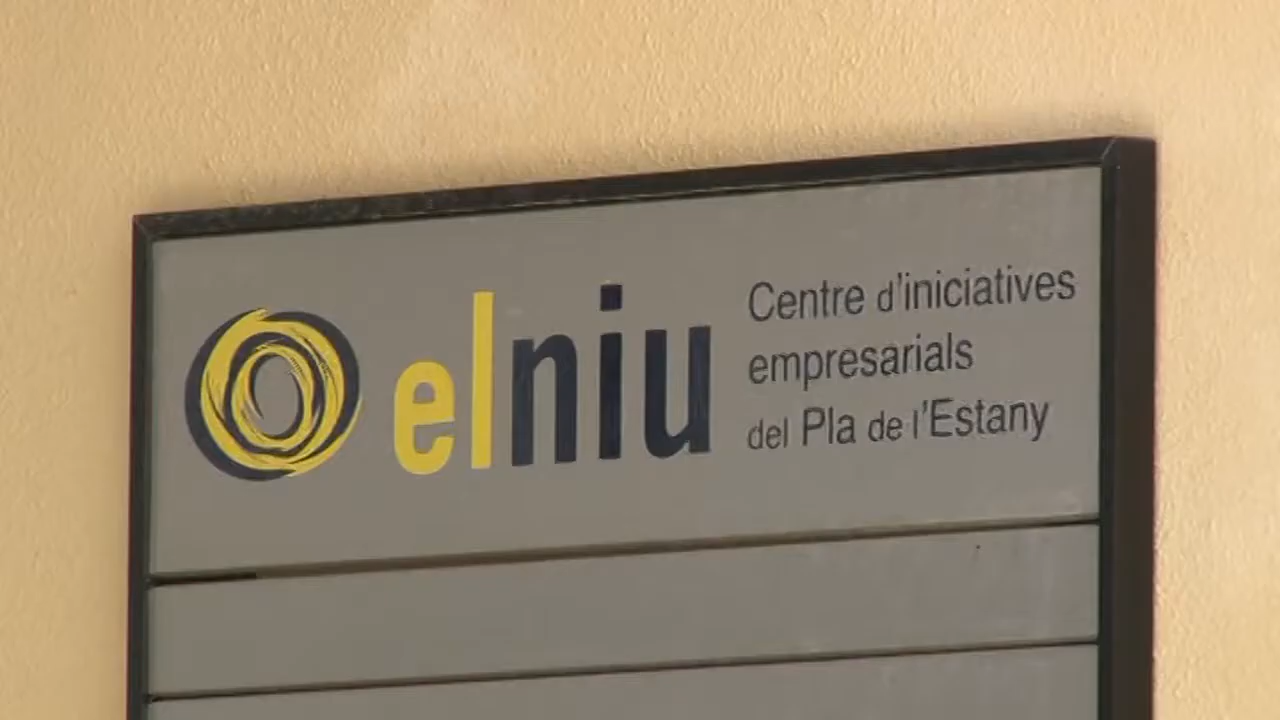 elniu
Centre d'iniciatives
empresarials
del Pla de l'Estany